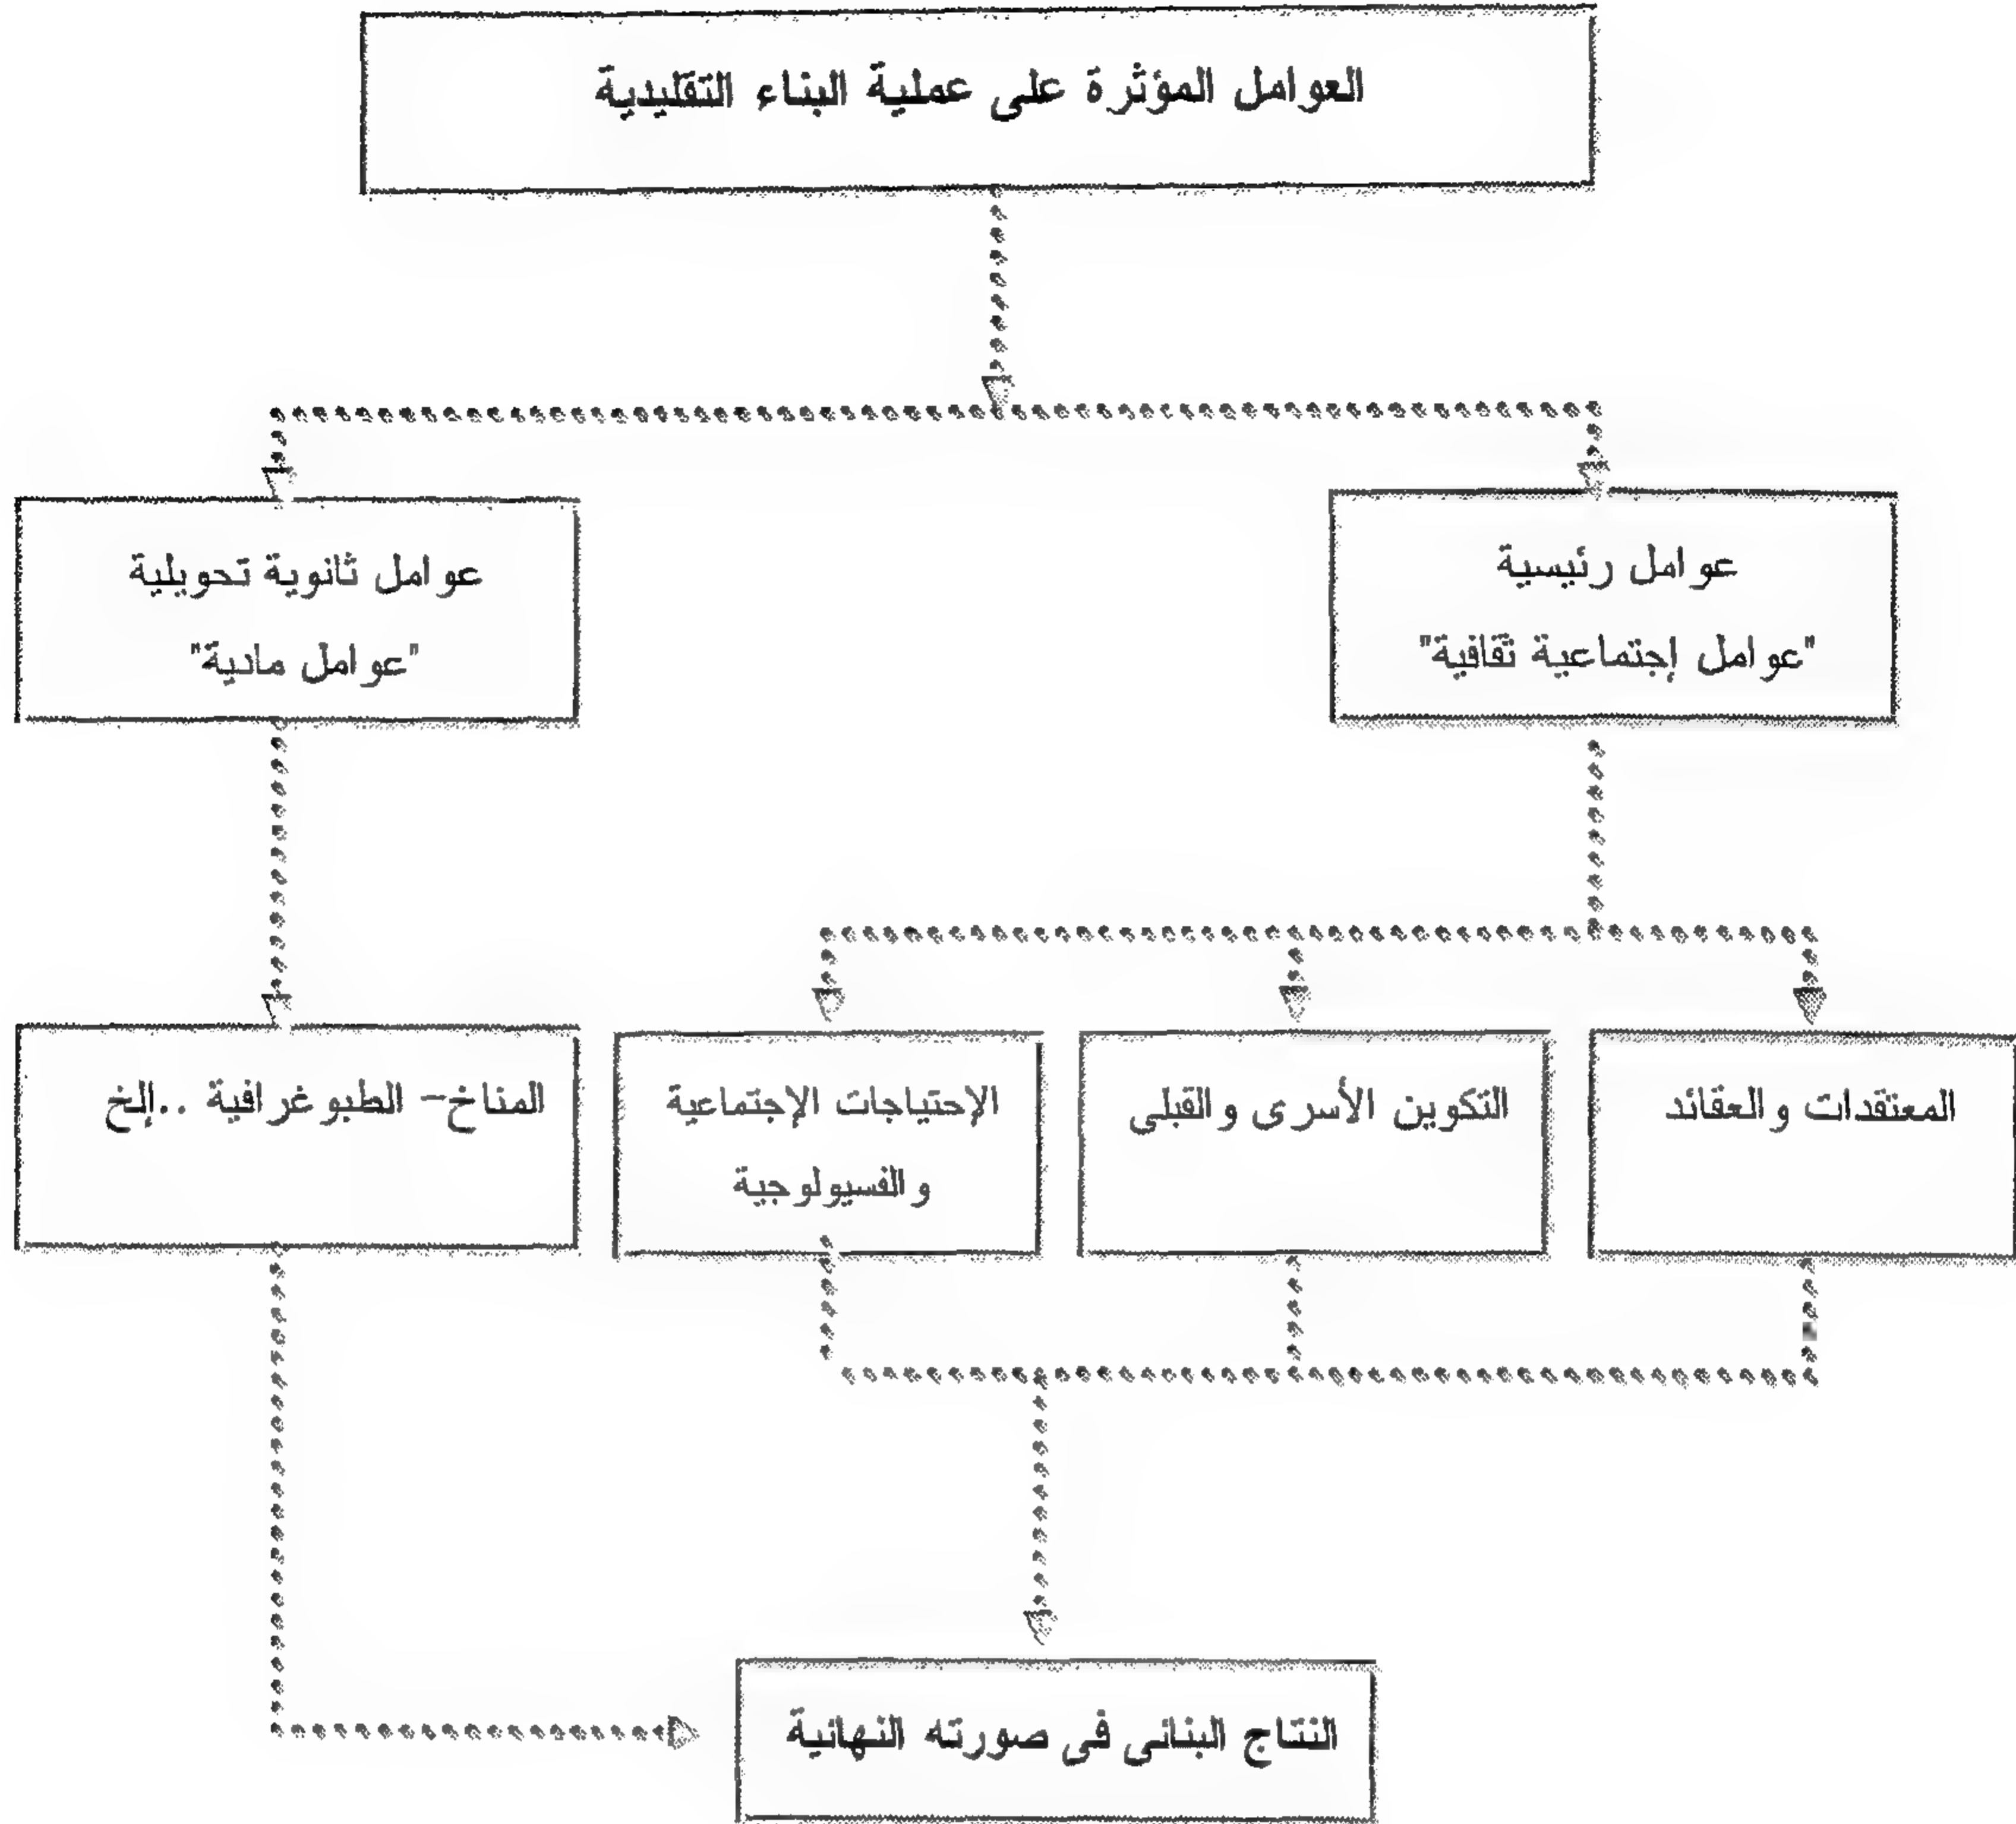 العوامل المؤثرة على عملية البناء التقليدية
عوامل رئيسية
"عوامل إجتماعية ثقافية"
عوامل ثانوية تحويلية
"عوامل مادية"
المعتقدات والعقائد
التكوين الأسرى والقبلى
الإحتياجات الإجتماعية
والفسيولوجية
المناخ- الطبوغرافية ..إلخ
النتاج البنائى فى صورته النهائية